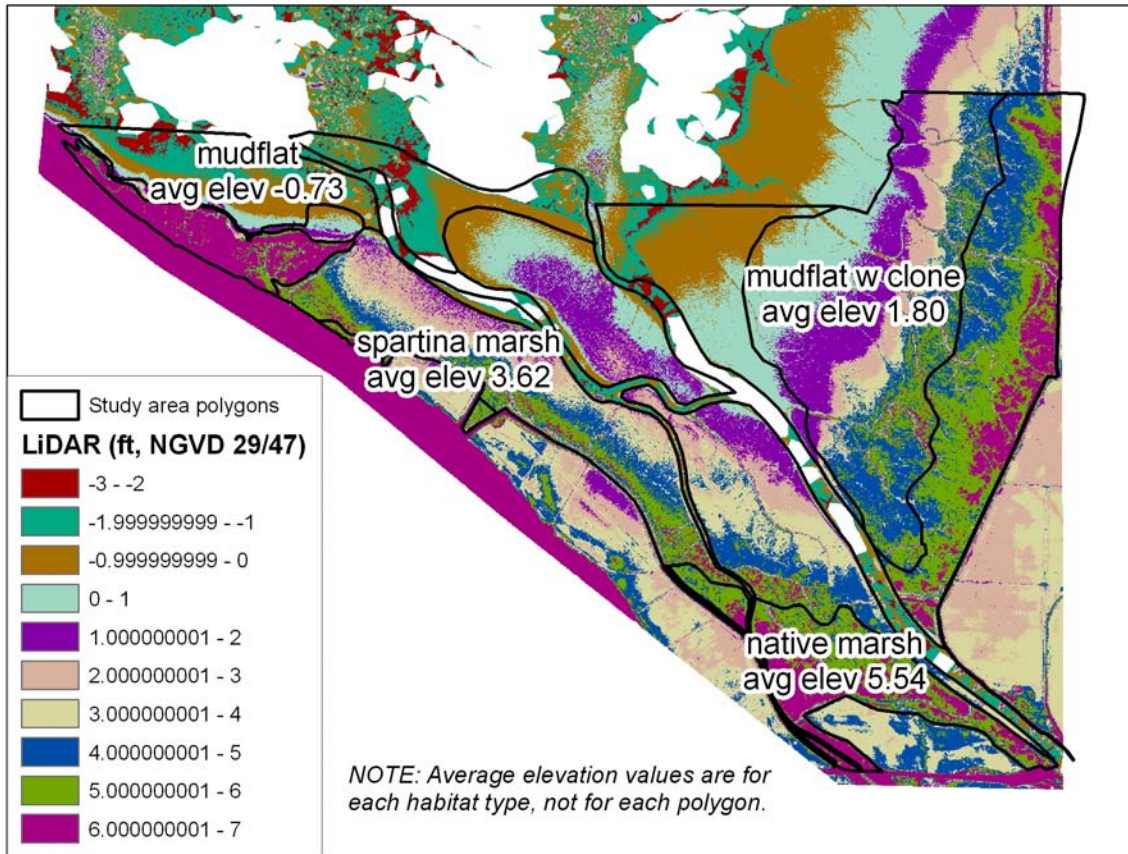 mudflat
avg elev -0.73
mudflat w clone
avg elev 1.80
spartina marsh
avg elev 3.62
native marsh
avg elev 5.54
Study area polygons
LiDAR (ft, NGVD 29/47)
-3 - -2
-1.999999999 - -1
-0.999999999 - 0
0 - 1
1.000000001 - 2
2.000000001 - 3
3.000000001 - 4
4.000000001 - 5
5.000000001 - 6
6.000000001 - 7
NOTE: Average elevation values are for
each habitat type, not for each polygon.